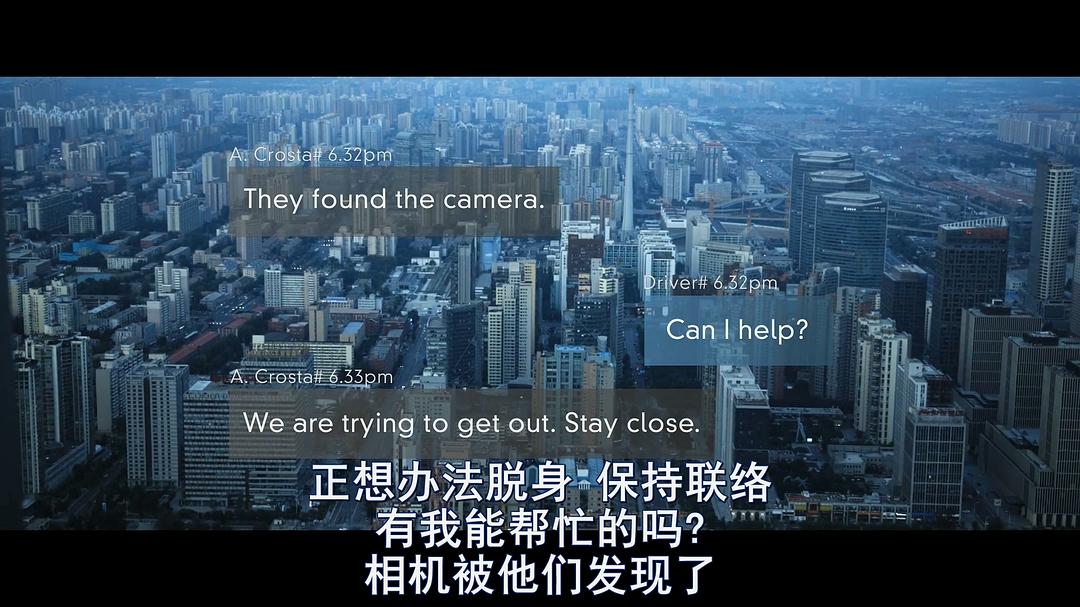 A. Crosta# 6.32pm
They found the camera.
Driver# 6.32pm
Can I help?
A. Crosta# 6.33pm
We are trying to get out. Stay close.
正想办法脱身 保持联络
有我能帮忙的吗?
相机被他们发现了